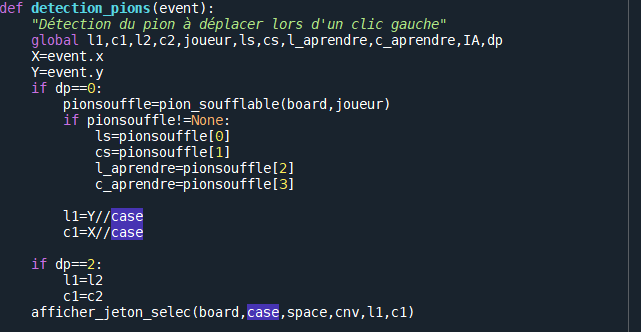 def detection_pions(event):
    "Détection du pion à déplacer lors d'un clic gauche"
    global l1,c1,l2,c2,joueur,ls,cs,l_aprendre,c_aprendre,IA,dp
    X=event.x
    Y=event.y
    if dp==0:
        pionsouffle=pion_soufflable(board,joueur)
        if pionsouffle!=None:
            ls=pionsouffle[0]
            cs=pionsouffle[1]
            l_aprendre=pionsouffle[2]
            c_aprendre=pionsouffle[3]
        l1=Y//case
        c1=X//case
    if dp==2:
        l1=l2
        c1=c2
    afficher_jeton_selec(board,case,space,cnv,l1,c1)